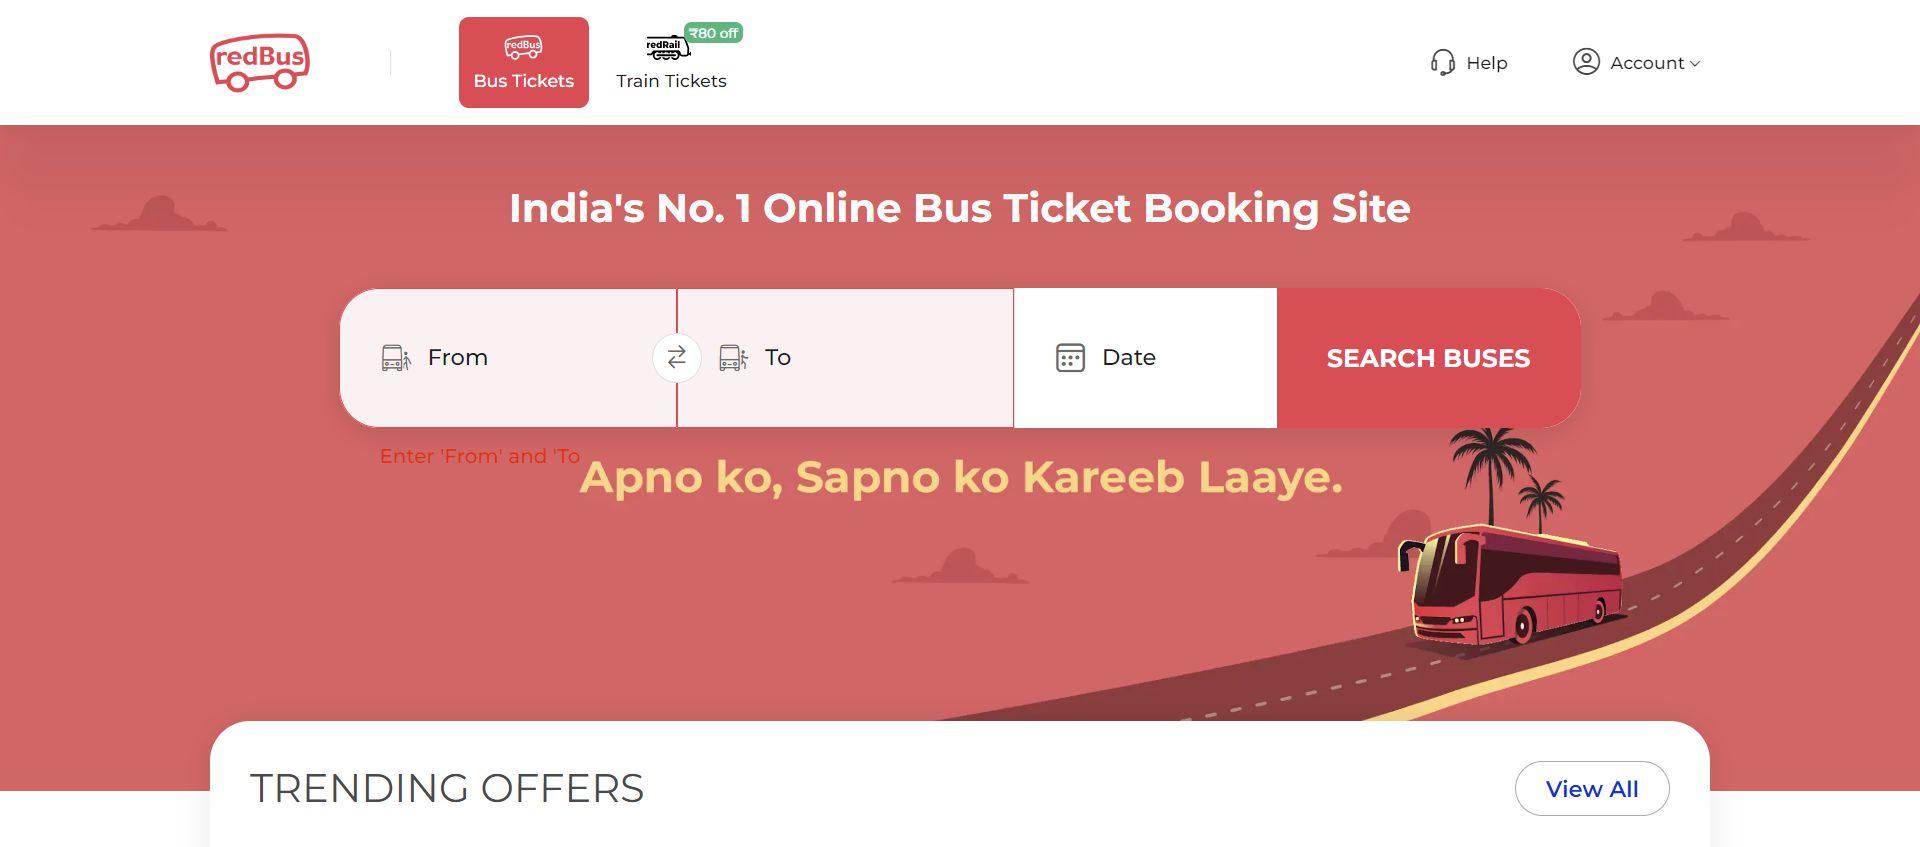 redBus
redBus
Bus Tickets
redRail
₹80 off
Train Tickets
Help
Account
India's No. 1 Online Bus Ticket Booking Site
From
To
Date
SEARCH BUSES
Enter 'From' and 'To
Apno ko, Sapno ko Kareeb Laaye.
TRENDING OFFERS
View All